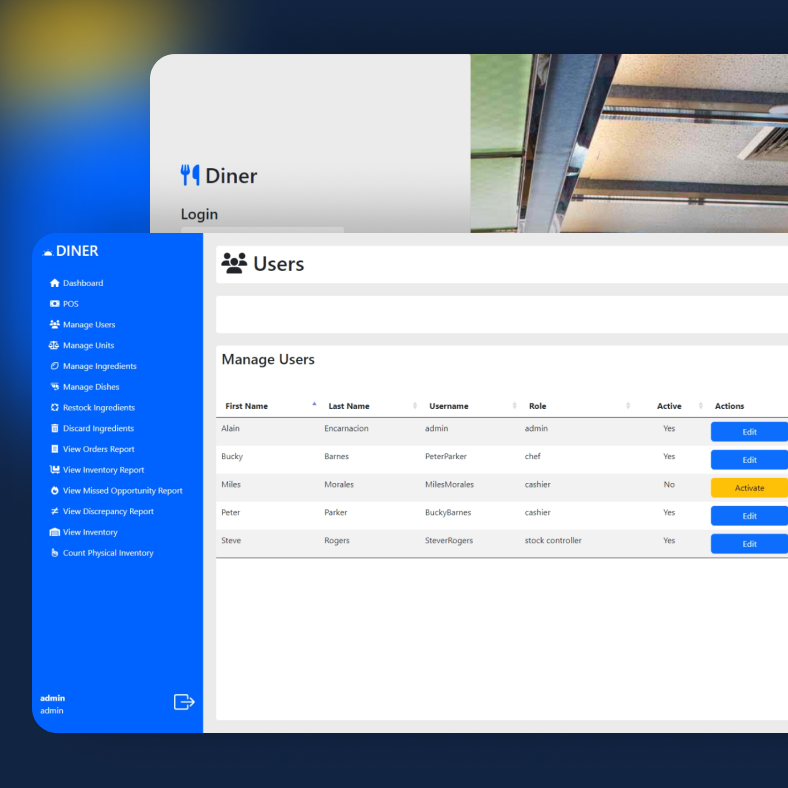 Diner
Login
DINER
Dashboard
POS
Manage Users
Manage Units
Manage Ingredients
Manage Dishes
Restock Ingredients
Discard Ingredients
View Orders Report
View Inventory Report
View Missed Opportunity Report
View Discrepancy Report
View Inventory
Count Physical Inventory
admin
admin
Users
Manage Users
First Name Last Name Username Role Active Actions
Alain Encarnacion admin admin Yes Edit
Bucky Barnes PeterParker chef Yes Edit
Miles Morales MilesMorales cashier No Activate
Peter Parker BuckyBarnes cashier Yes Edit
Steve Rogers SteverRogers stock controller Yes Edit